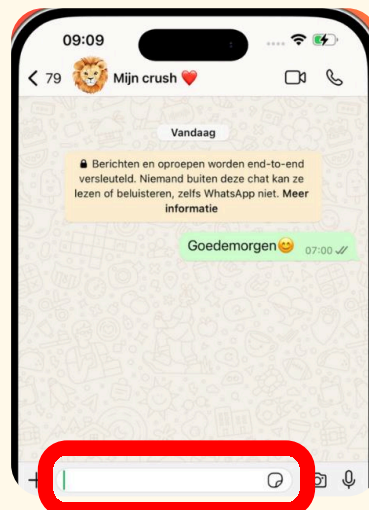 09:09
79 Mijn crush ❤️
Vandaag
🔒 Berichten en oproepen worden end-to-end
versleuteld. Niemand buiten deze chat kan ze
lezen of beluisteren, zelfs WhatsApp niet. Meer
informatie
Goedemorgen😊 07:00